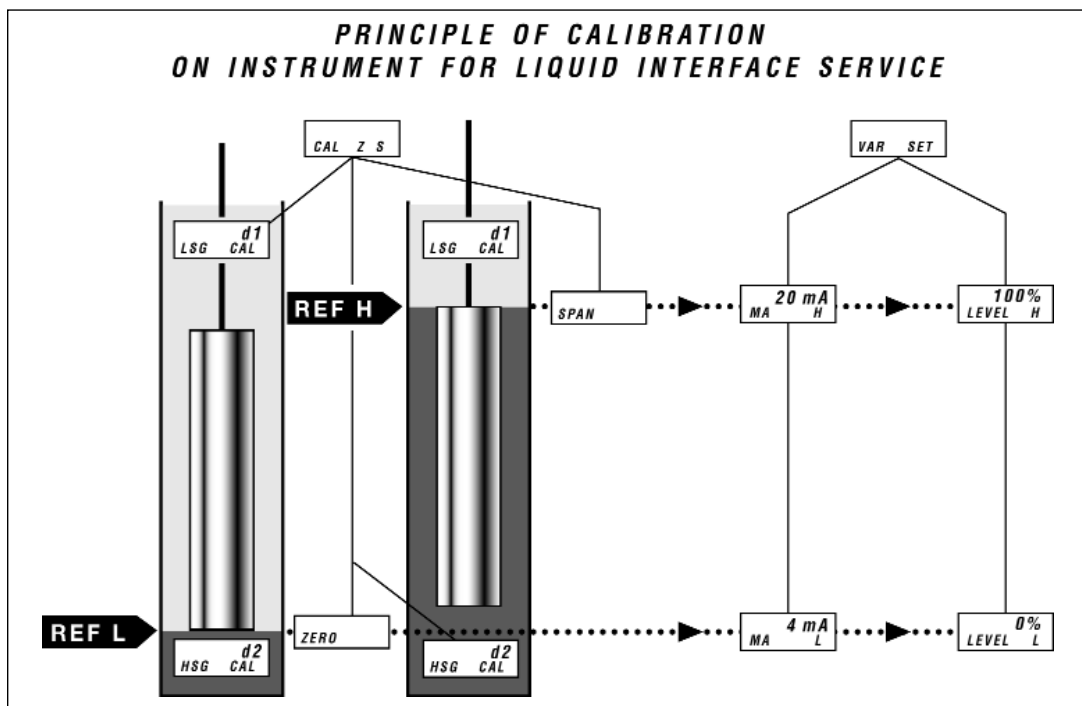 PRINCIPLE OF CALIBRATION
ON INSTRUMENT FOR LIQUID INTERFACE SERVICE
CAL Z S
VAR SET
d1
LSG CAL
d1
LSG CAL
REF H
SPAN
20 mA
MA H
100%
LEVEL H
REF L
ZERO
d2
HSG CAL
d2
HSG CAL
4 mA
MA L
0%
LEVEL L